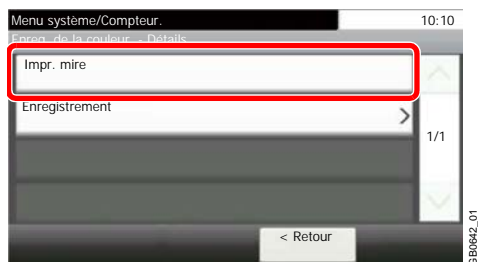 Menu système/Compteur.
10:10
Enreg. de la couleur - Détails
Impr. mire
Enregistrement
1/1
< Retour
GB0642_01